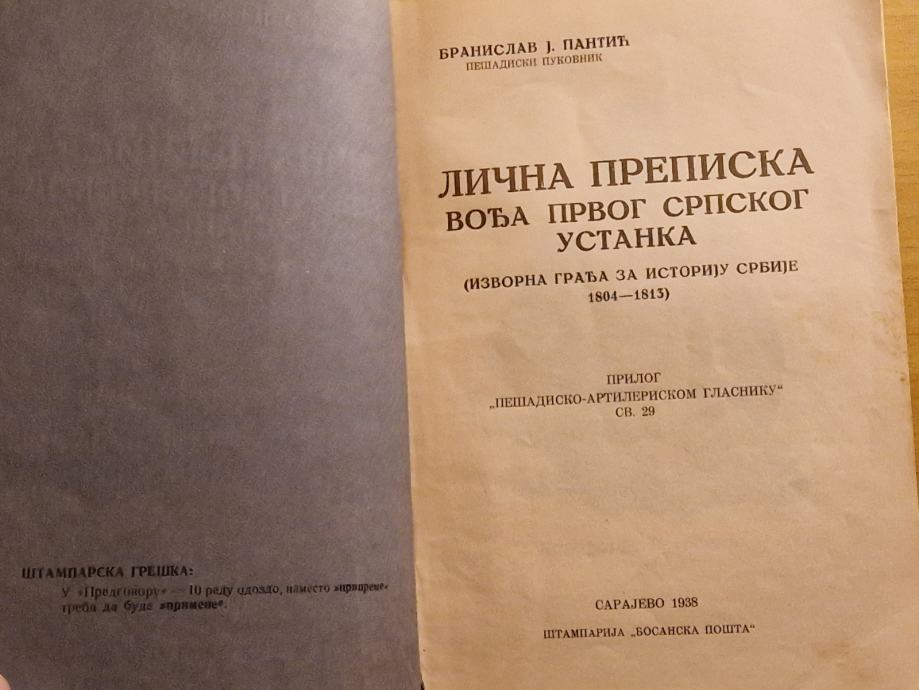 ШТАМПАРСКА ГРЕШКА:
У »Предговору« — 10 реду одоздо, наместо »припреме«
треба да буде »примене«.
БРАНИСЛАВ Ј. ПАНТИЋ
ПЕШАДИСКИ ПУКОВНИК
ЛИЧНА ПРЕПИСКА
ВОЂА ПРВОГ СРПСКОГ
УСТАНКА
(ИЗВОРНА ГРАЂА ЗА ИСТОРИЈУ СРБИЈЕ
1804—1813)
ПРИЛОГ
„ПЕШАДИСКО-АРТИЛЕРИСКОМ ГЛАСНИКУ“
СВ. 29
САРАЈЕВО 1938
ШТАМПАРИЈА „БОСАНСКА ПОШТА“